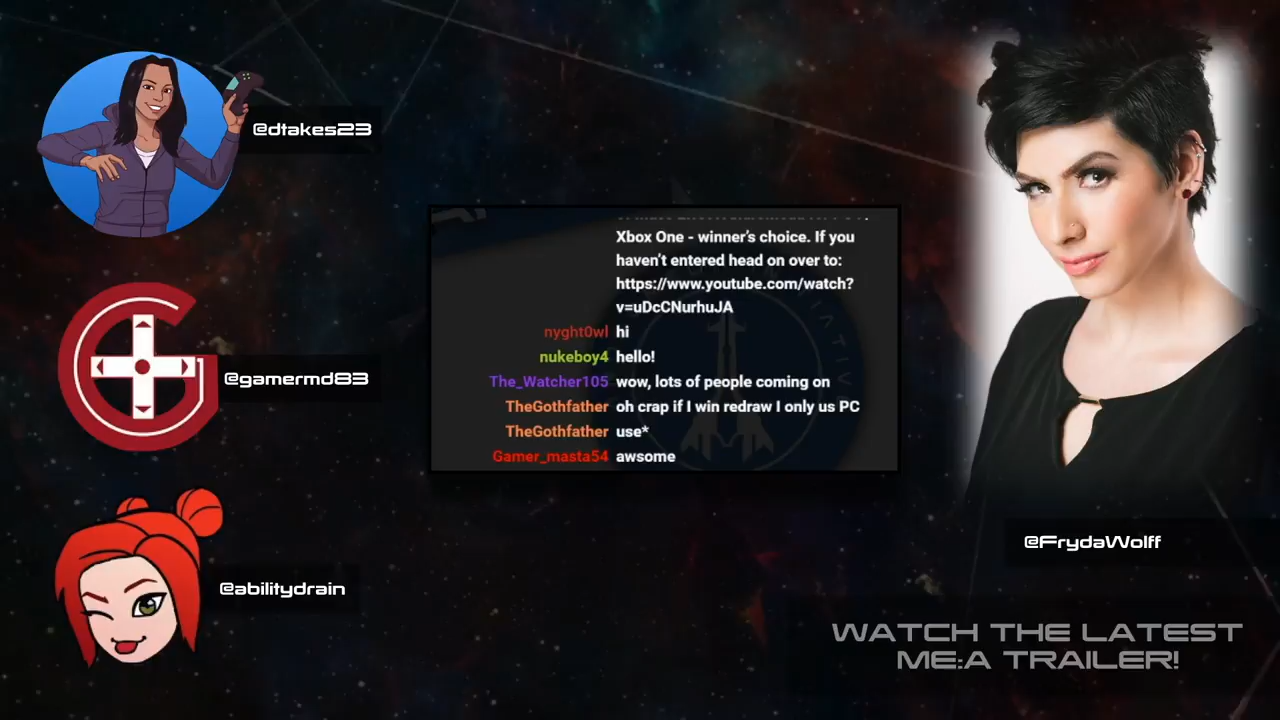 @dtakes23
@gamermd83
@abilitydrain
Xbox One - winner's choice. If you
haven't entered head on over to:
https://www.youtube.com/watch?
v=uDcCNurhuJA
nyght0wl hi
nukeboy4 hello!
The_Watcher105 wow, lots of people coming on
TheGothfather oh crap if I win redraw I only us PC
TheGothfather use*
Gamer_masta54 awsome
@FrydaWolff
WATCH THE LATEST
ME:A TRAILER!